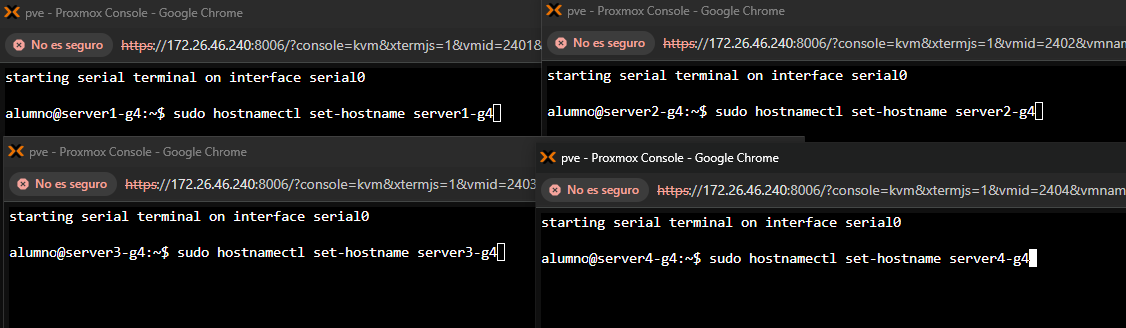 pve - Proxmox Console - Google Chrome
No es seguro https://172.26.46.240:8006/?console=kvm&xtermjs=1&vmid=2401&
starting serial terminal on interface serial0
alumno@server1-g4:~$ sudo hostnamectl set-hostname server1-g4
pve - Proxmox Console - Google Chrome
No es seguro https://172.26.46.240:8006/?console=kvm&xtermjs=1&vmid=2402&vmnam
starting serial terminal on interface serial0
alumno@server2-g4:~$ sudo hostnamectl set-hostname server2-g4
pve - Proxmox Console - Google Chrome
No es seguro https://172.26.46.240:8006/?console=kvm&xtermjs=1&vmid=2403
starting serial terminal on interface serial0
alumno@server3-g4:~$ sudo hostnamectl set-hostname server3-g4
pve - Proxmox Console - Google Chrome
No es seguro https://172.26.46.240:8006/?console=kvm&xtermjs=1&vmid=2404&vmnam
starting serial terminal on interface serial0
alumno@server4-g4:~$ sudo hostnamectl set-hostname server4-g4